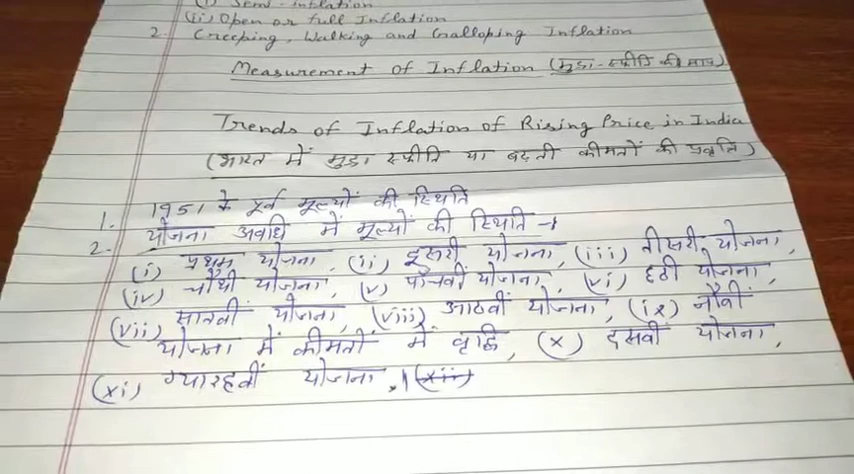 (i) Semi-inflation
(ii) Open or full Inflation
2. Creeping, Walking and Galloping Inflation
Measurement of Inflation (मुद्रा-स्फीति की माप)
Trends of Inflation of Rising Price in India
(भारत में मुद्रा स्फीति या बढ़ती कीमतों की प्रवृति)
1. 1951 के पूर्व मूल्यों की स्थिति
2. योजना अवधि में मूल्यों की स्थिति →
(i) प्रथम योजना, (ii) दूसरी योजना, (iii) तीसरी योजना,
(iv) चौथी योजना, (v) पाँचवी योजना, (vi) छठी योजना,
(vii) सातवीं योजना, (viii) आठवीं योजना, (ix) नौवीं
योजना में कीमतों में वृद्धि, (x) दसवीं योजना,
(xi) ग्यारहवीं योजना,। (xii)